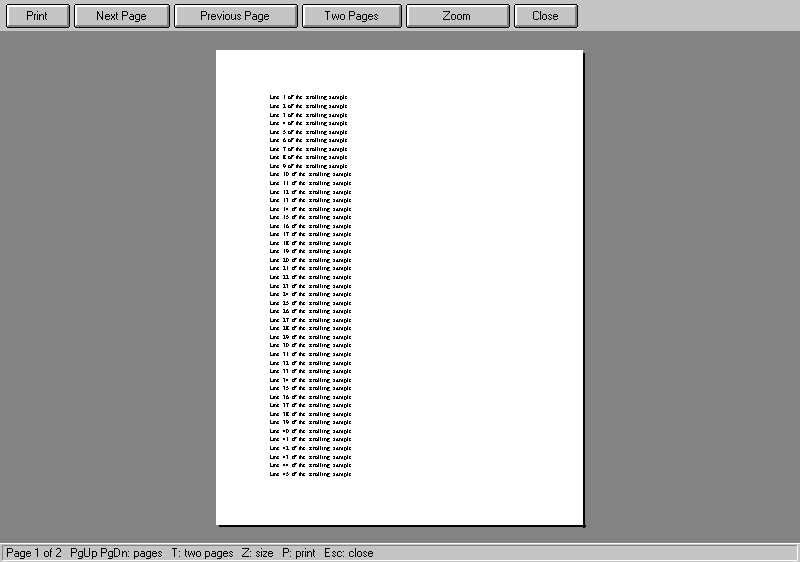 Print Next Page Previous Page Two Pages Zoom Close
Line 1 of the scrolling sample
Line 2 of the scrolling sample
Line 3 of the scrolling sample
Line 4 of the scrolling sample
Line 5 of the scrolling sample
Line 6 of the scrolling sample
Line 7 of the scrolling sample
Line 8 of the scrolling sample
Line 9 of the scrolling sample
Line 10 of the scrolling sample
Line 11 of the scrolling sample
Line 12 of the scrolling sample
Line 13 of the scrolling sample
Line 14 of the scrolling sample
Line 15 of the scrolling sample
Line 16 of the scrolling sample
Line 17 of the scrolling sample
Line 18 of the scrolling sample
Line 19 of the scrolling sample
Line 20 of the scrolling sample
Line 21 of the scrolling sample
Line 22 of the scrolling sample
Line 23 of the scrolling sample
Line 24 of the scrolling sample
Line 25 of the scrolling sample
Line 26 of the scrolling sample
Line 27 of the scrolling sample
Line 28 of the scrolling sample
Line 29 of the scrolling sample
Line 30 of the scrolling sample
Line 31 of the scrolling sample
Line 32 of the scrolling sample
Line 33 of the scrolling sample
Line 34 of the scrolling sample
Line 35 of the scrolling sample
Line 36 of the scrolling sample
Line 37 of the scrolling sample
Line 38 of the scrolling sample
Line 39 of the scrolling sample
Line 40 of the scrolling sample
Line 41 of the scrolling sample
Line 42 of the scrolling sample
Line 43 of the scrolling sample
Line 44 of the scrolling sample
Line 45 of the scrolling sample
Page 1 of 2 PgUp PgDn: pages T: two pages Z: size P: print Esc: close